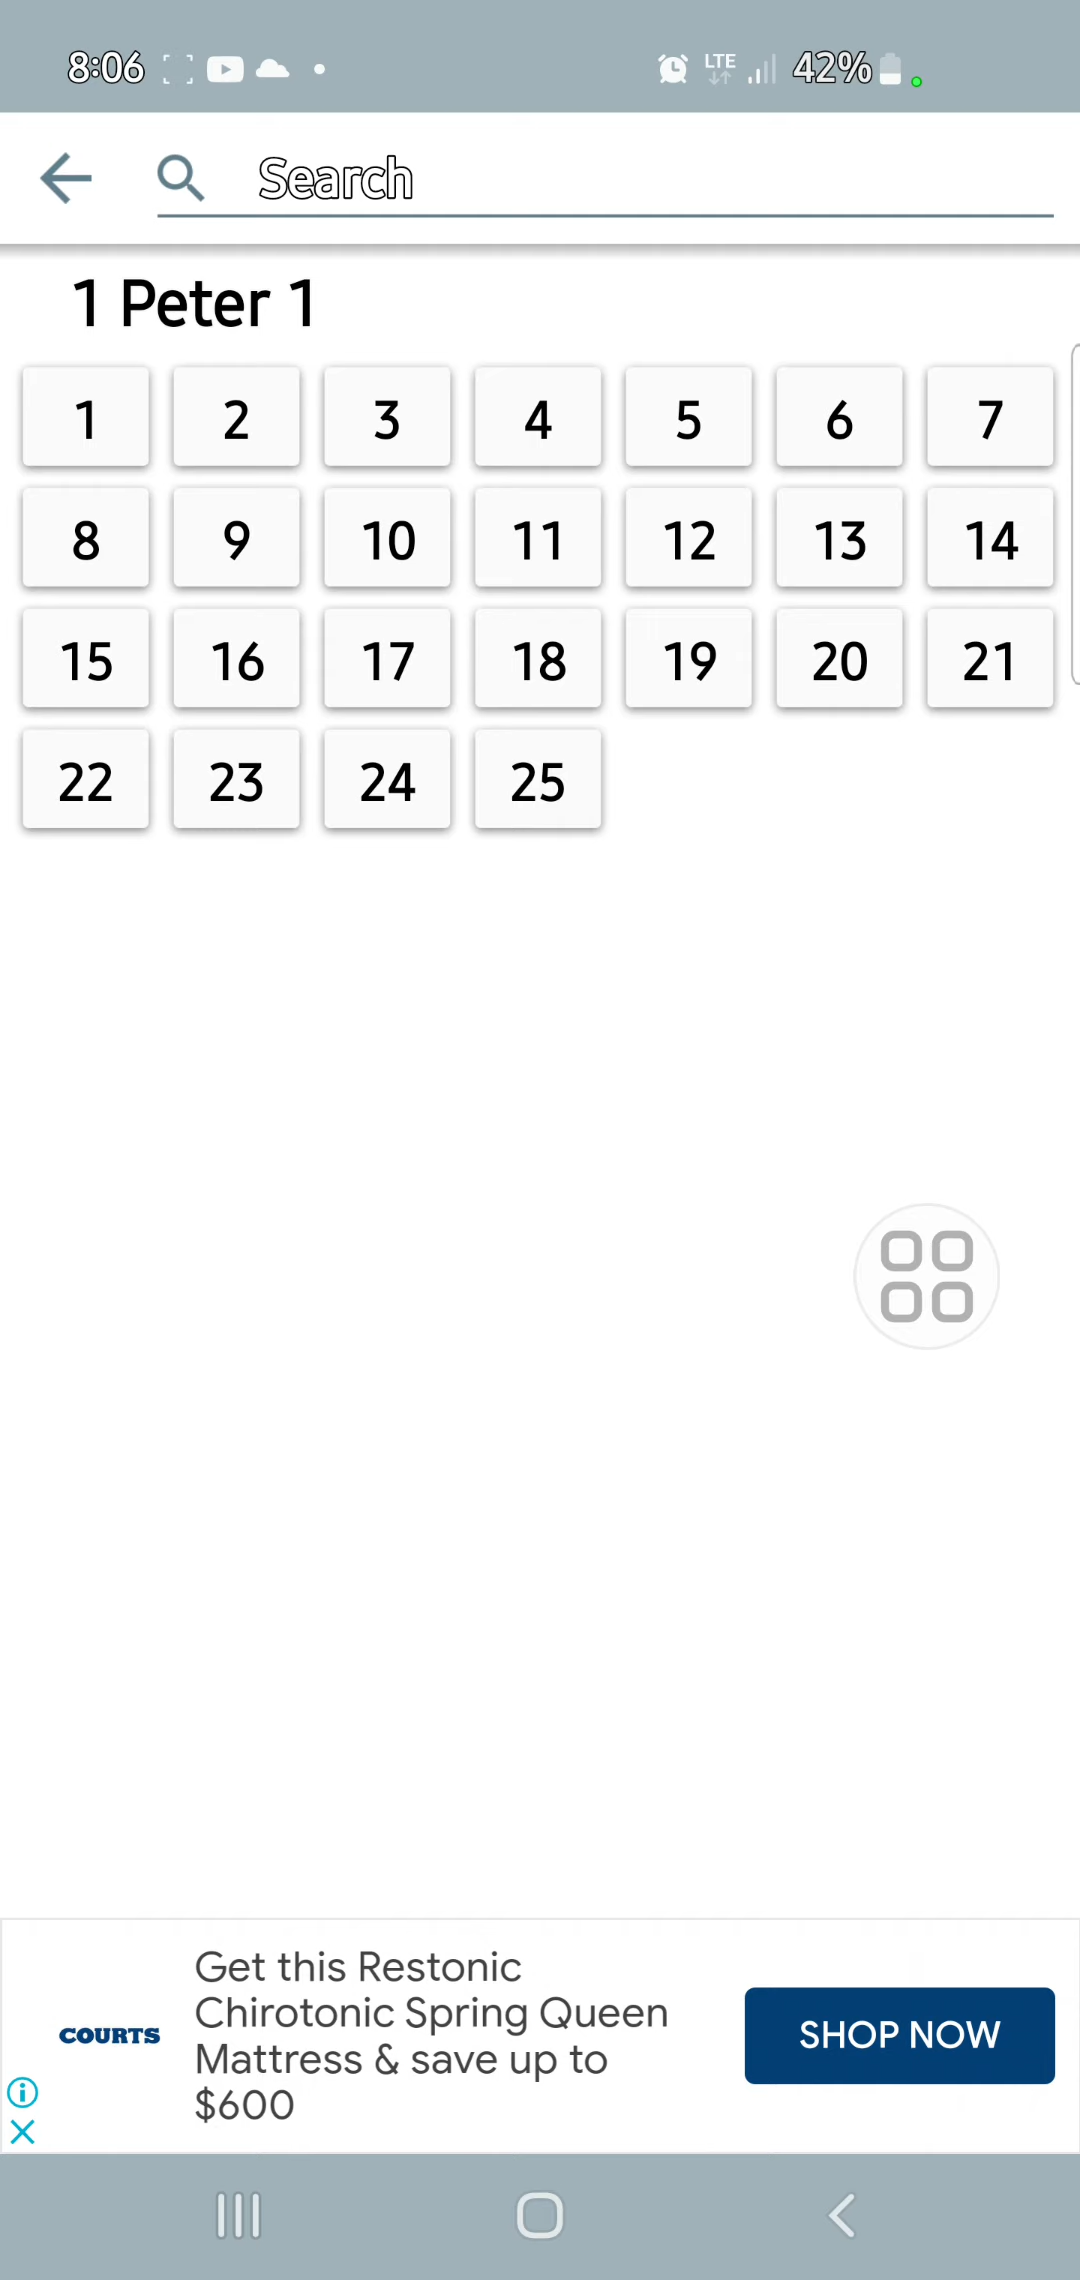 8:06 LTE 42%
Search
1 Peter 1
1 2 3 4 5 6 7
8 9 10 11 12 13 14
15 16 17 18 19 20 21
22 23 24 25
COURTS
Get this Restonic
Chirotonic Spring Queen
Mattress & save up to
$600
SHOP NOW